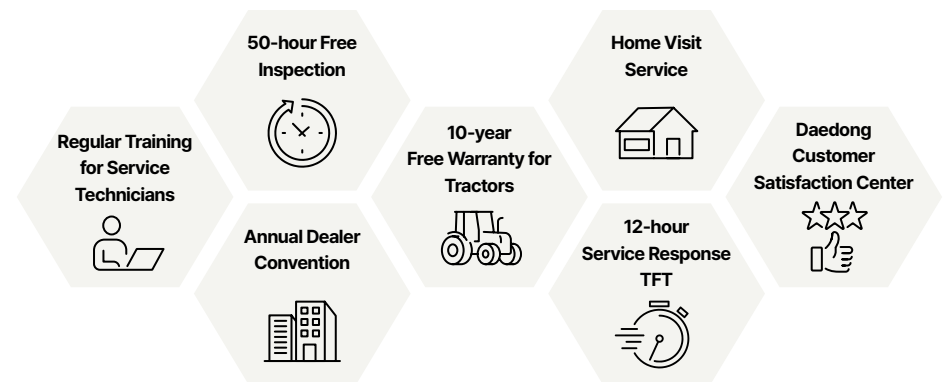 50-hour Free
Inspection
Home Visit
Service
Regular Training
for Service
Technicians
10-year
Free Warranty for
Tractors
Daedong
Customer
Satisfaction Center
Annual Dealer
Convention
12-hour
Service Response
TFT